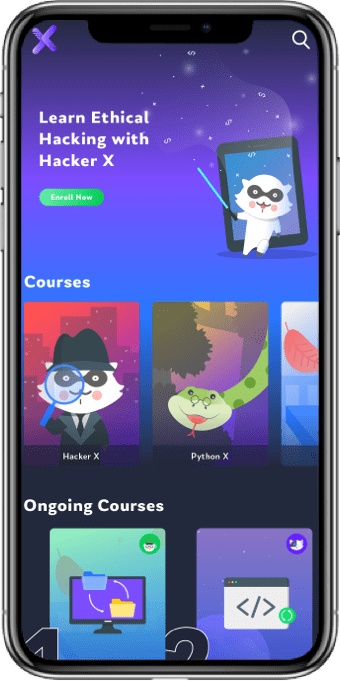 X
Learn Ethical
Hacking with
Hacker X
Enroll Now
Courses
Hacker X
Python X
Ongoing Courses
</>
1
2